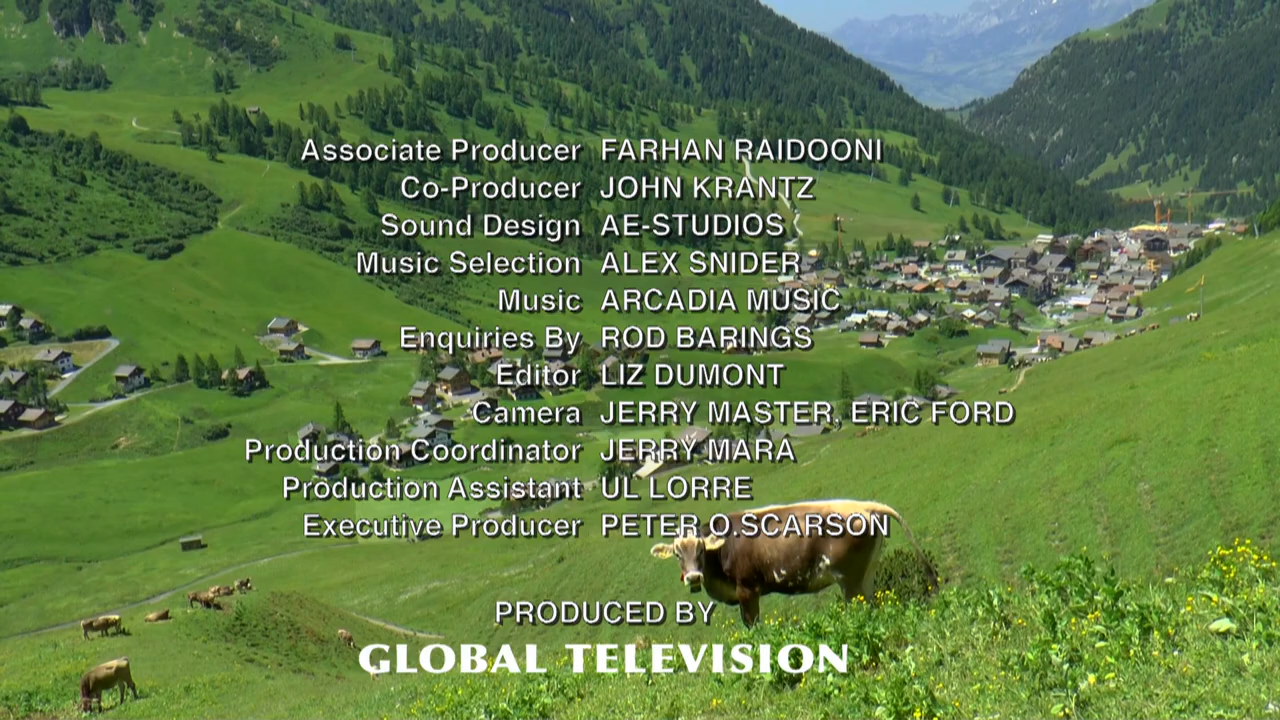 Associate Producer FARHAN RAIDOONI
Co-Producer JOHN KRANTZ
Sound Design AE-STUDIOS
Music Selection ALEX SNIDER
Music ARCADIA MUSIC
Enquiries By ROD BARINGS
Editor LIZ DUMONT
Camera JERRY MASTER, ERIC FORD
Production Coordinator JERRY MARA
Production Assistant UL LORRE
Executive Producer PETER O.SCARSON
PRODUCED BY
GLOBAL TELEVISION